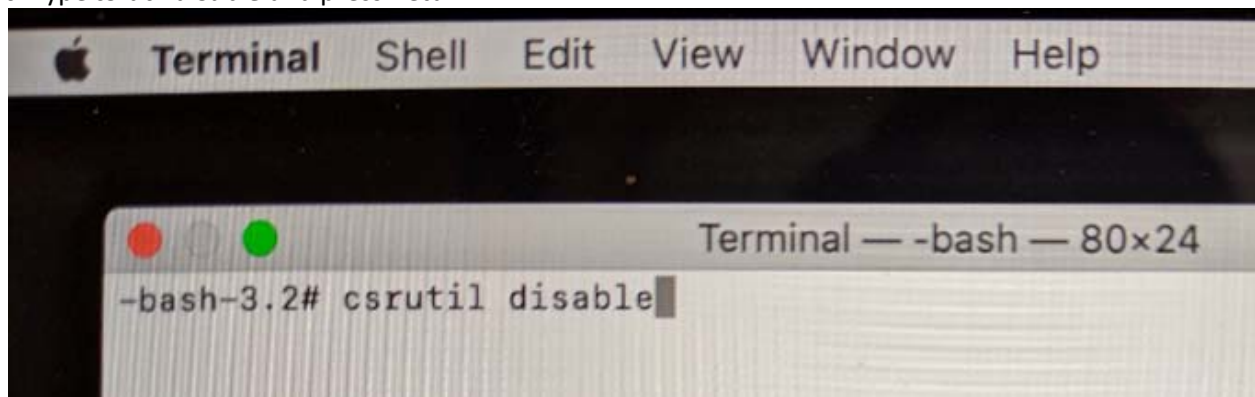 Terminal Shell Edit View Window Help
Terminal — -bash — 80×24
-bash-3.2# csrutil disable